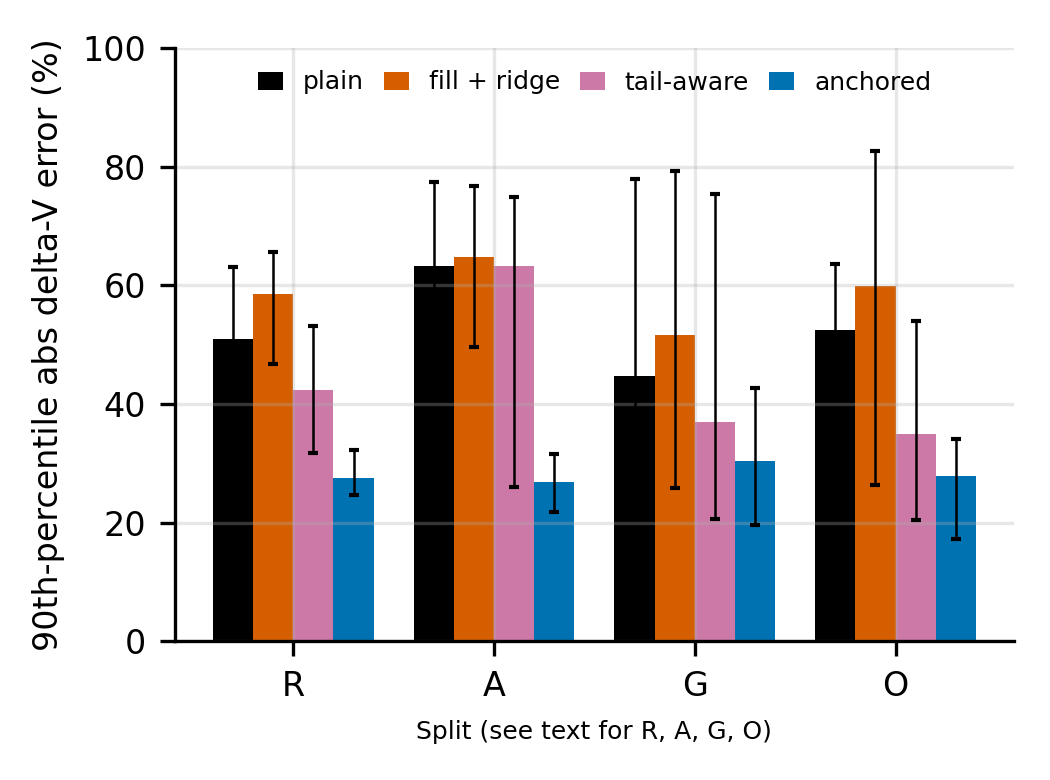 90th-percentile abs delta-V error (%)
100
80
60
40
20
0
plain fill + ridge tail-aware anchored
R A G O
Split (see text for R, A, G, O)